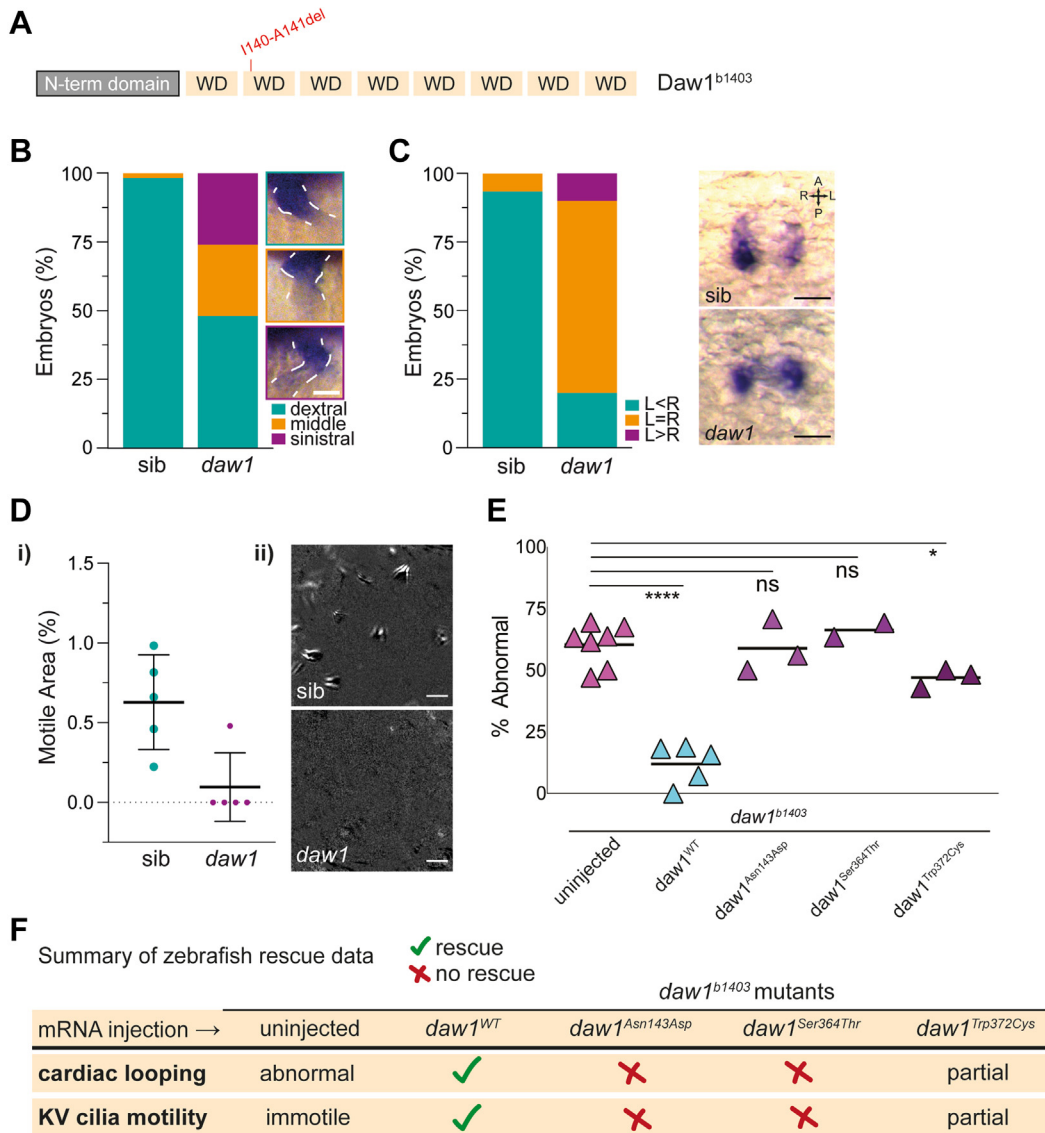 A
I140-A141del
N-term domain WD WD WD WD WD WD WD WD Daw1b1403
B
Embryos (%)
100
75
50
25
0
sib daw1
dextral
middle
sinistral
C
Embryos (%)
100
75
50
25
0
sib daw1
L<R
L=R
L>R
A
R L
P
sib
daw1
D
i)
Motile Area (%)
1.5
1.0
0.5
0.0
sib daw1
ii)
sib
daw1
E
% Abnormal
100
75
50
25
0
****
ns
ns
*
daw1b1403
uninjected
daw1WT
daw1Asn143Asp
daw1Ser364Thr
daw1Trp372Cys
F
Summary of zebrafish rescue data
✓ rescue
✗ no rescue
daw1b1403 mutants
mRNA injection → uninjected daw1WT daw1Asn143Asp daw1Ser364Thr daw1Trp372Cys
cardiac looping abnormal ✓ ✗ ✗ partial
KV cilia motility immotile ✓ ✗ ✗ partial